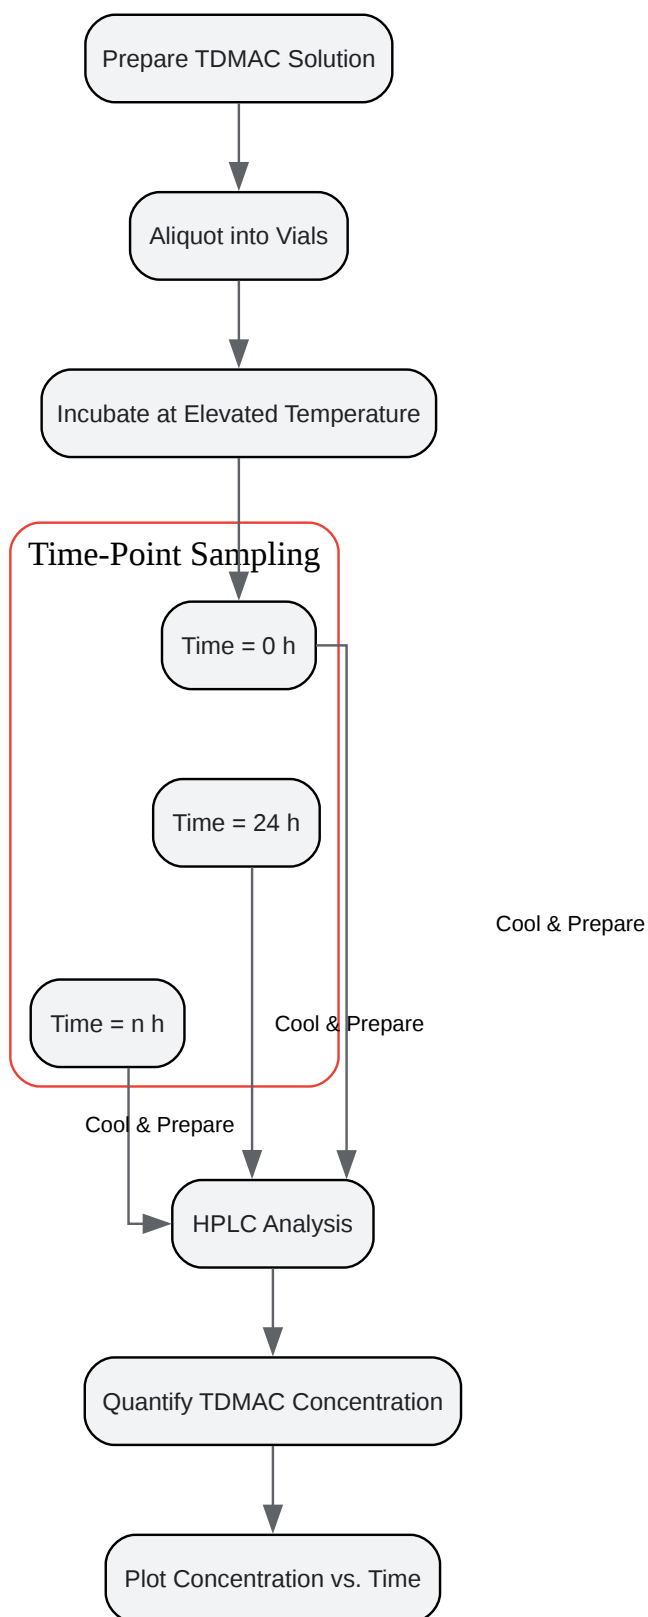 Prepare TDMAC Solution
Aliquot into Vials
Incubate at Elevated Temperature
Time-Point Sampling
Time = 0 h
Time = 24 h
Cool & Prepare
Time = n h
Cool & Prepare
Cool & Prepare
HPLC Analysis
Quantify TDMAC Concentration
Plot Concentration vs. Time